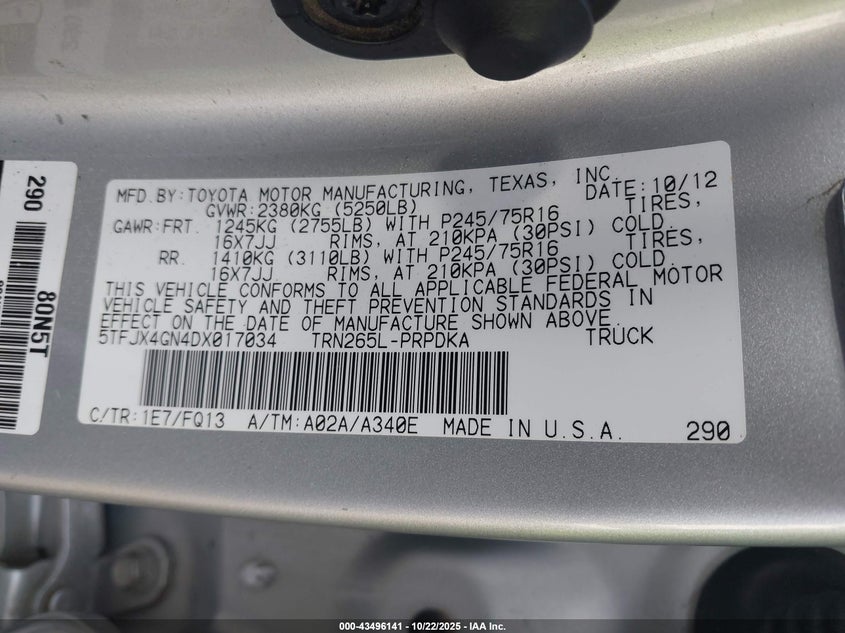 MFD.BY:TOYOTA MOTOR MANUFACTURING, TEXAS, INC.
DATE:10/12
GVWR:2380KG (5250LB)
GAWR:FRT. 1245KG (2755LB) WITH P245/75R16 TIRES,
16X7JJ RIMS, AT 210KPA (30PSI) COLD.
RR. 1410KG (3110LB) WITH P245/75R16 TIRES,
16X7JJ RIMS, AT 210KPA (30PSI) COLD.
THIS VEHICLE CONFORMS TO ALL APPLICABLE FEDERAL MOTOR
VEHICLE SAFETY AND THEFT PREVENTION STANDARDS IN
EFFECT ON THE DATE OF MANUFACTURE SHOWN ABOVE.
5TFJX4GN4DX017034 TRN265L-PRPDKA TRUCK
C/TR:1E7/FQ13 A/TM:A02A/A340E MADE IN U.S.A. 290
290
80N5T
000-43496141 - 10/22/2025 - IAA Inc.